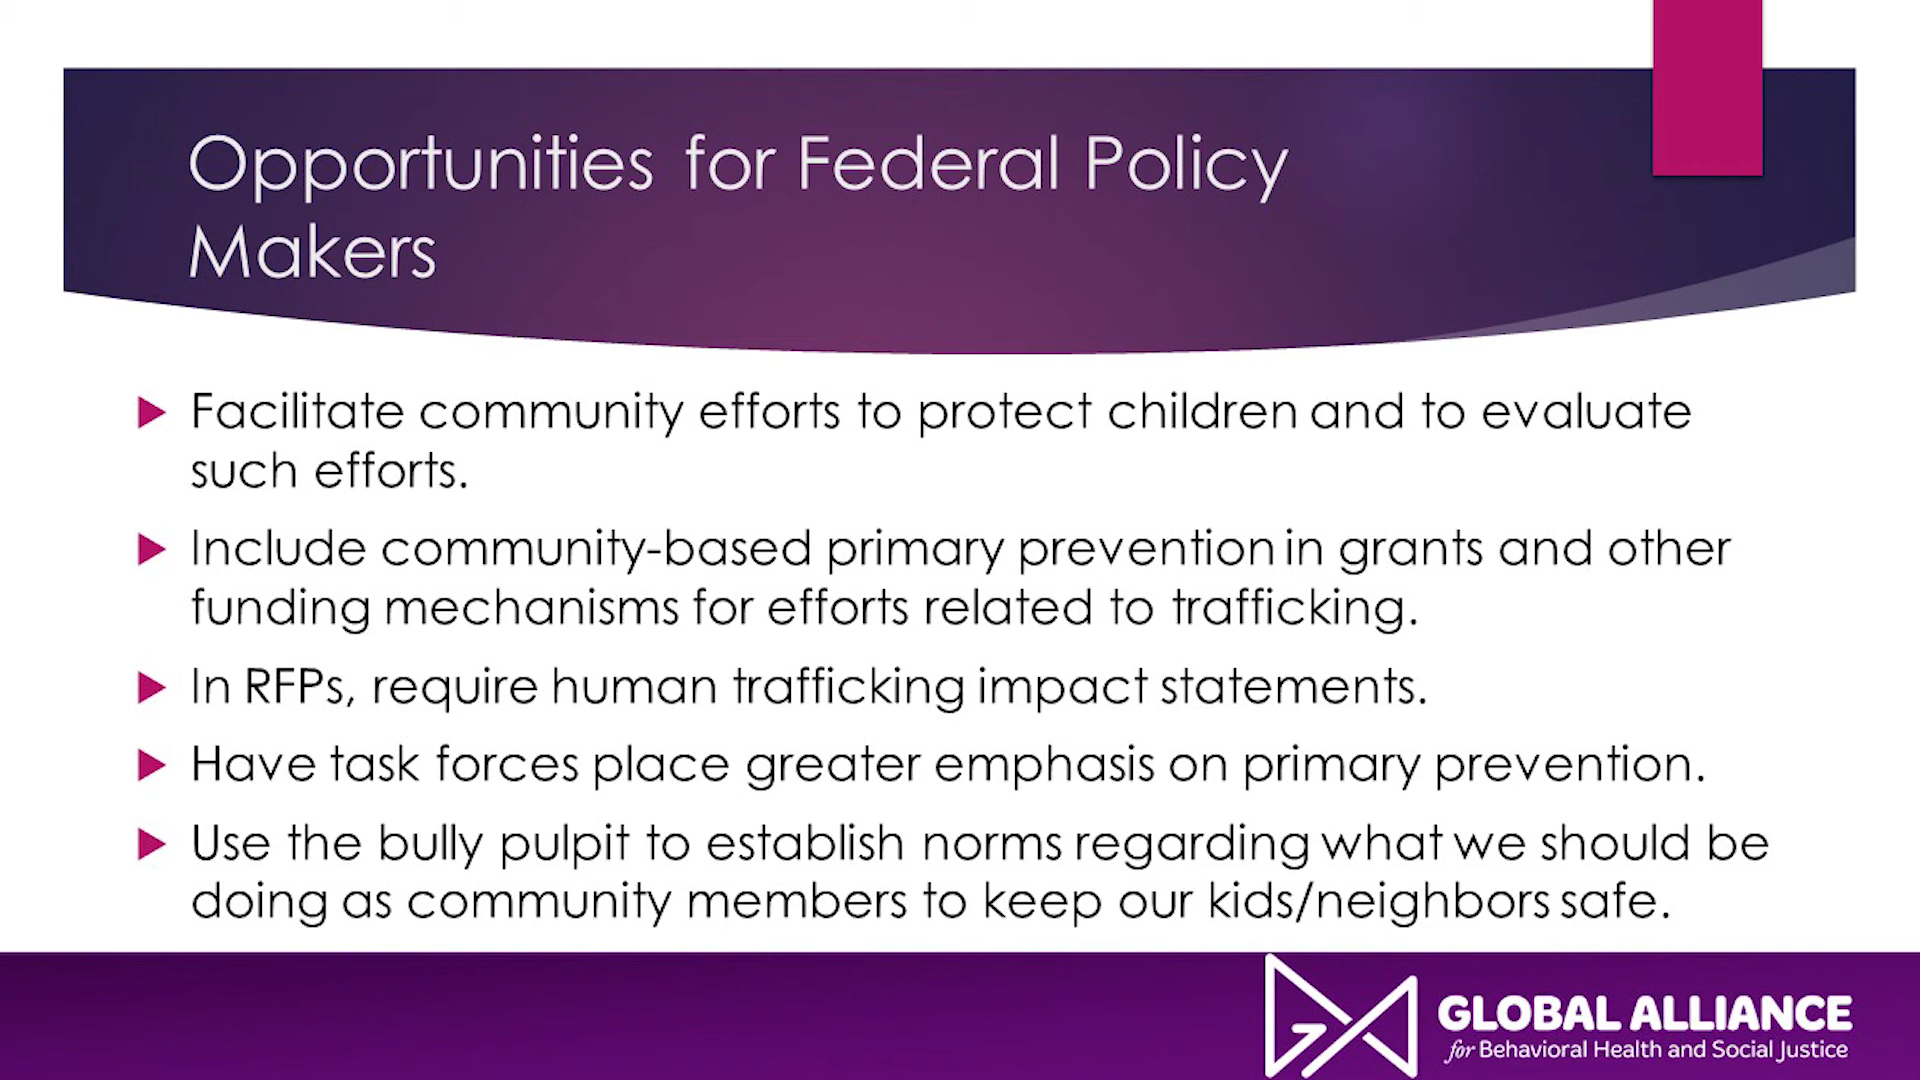 Opportunities for Federal Policy
Makers
Facilitate community efforts to protect children and to evaluate
such efforts.
Include community-based primary prevention in grants and other
funding mechanisms for efforts related to trafficking.
In RFPs, require human trafficking impact statements.
Have task forces place greater emphasis on primary prevention.
Use the bully pulpit to establish norms regarding what we should be
doing as community members to keep our kids/neighbors safe.
GLOBAL ALLIANCE
for Behavioral Health and Social Justice